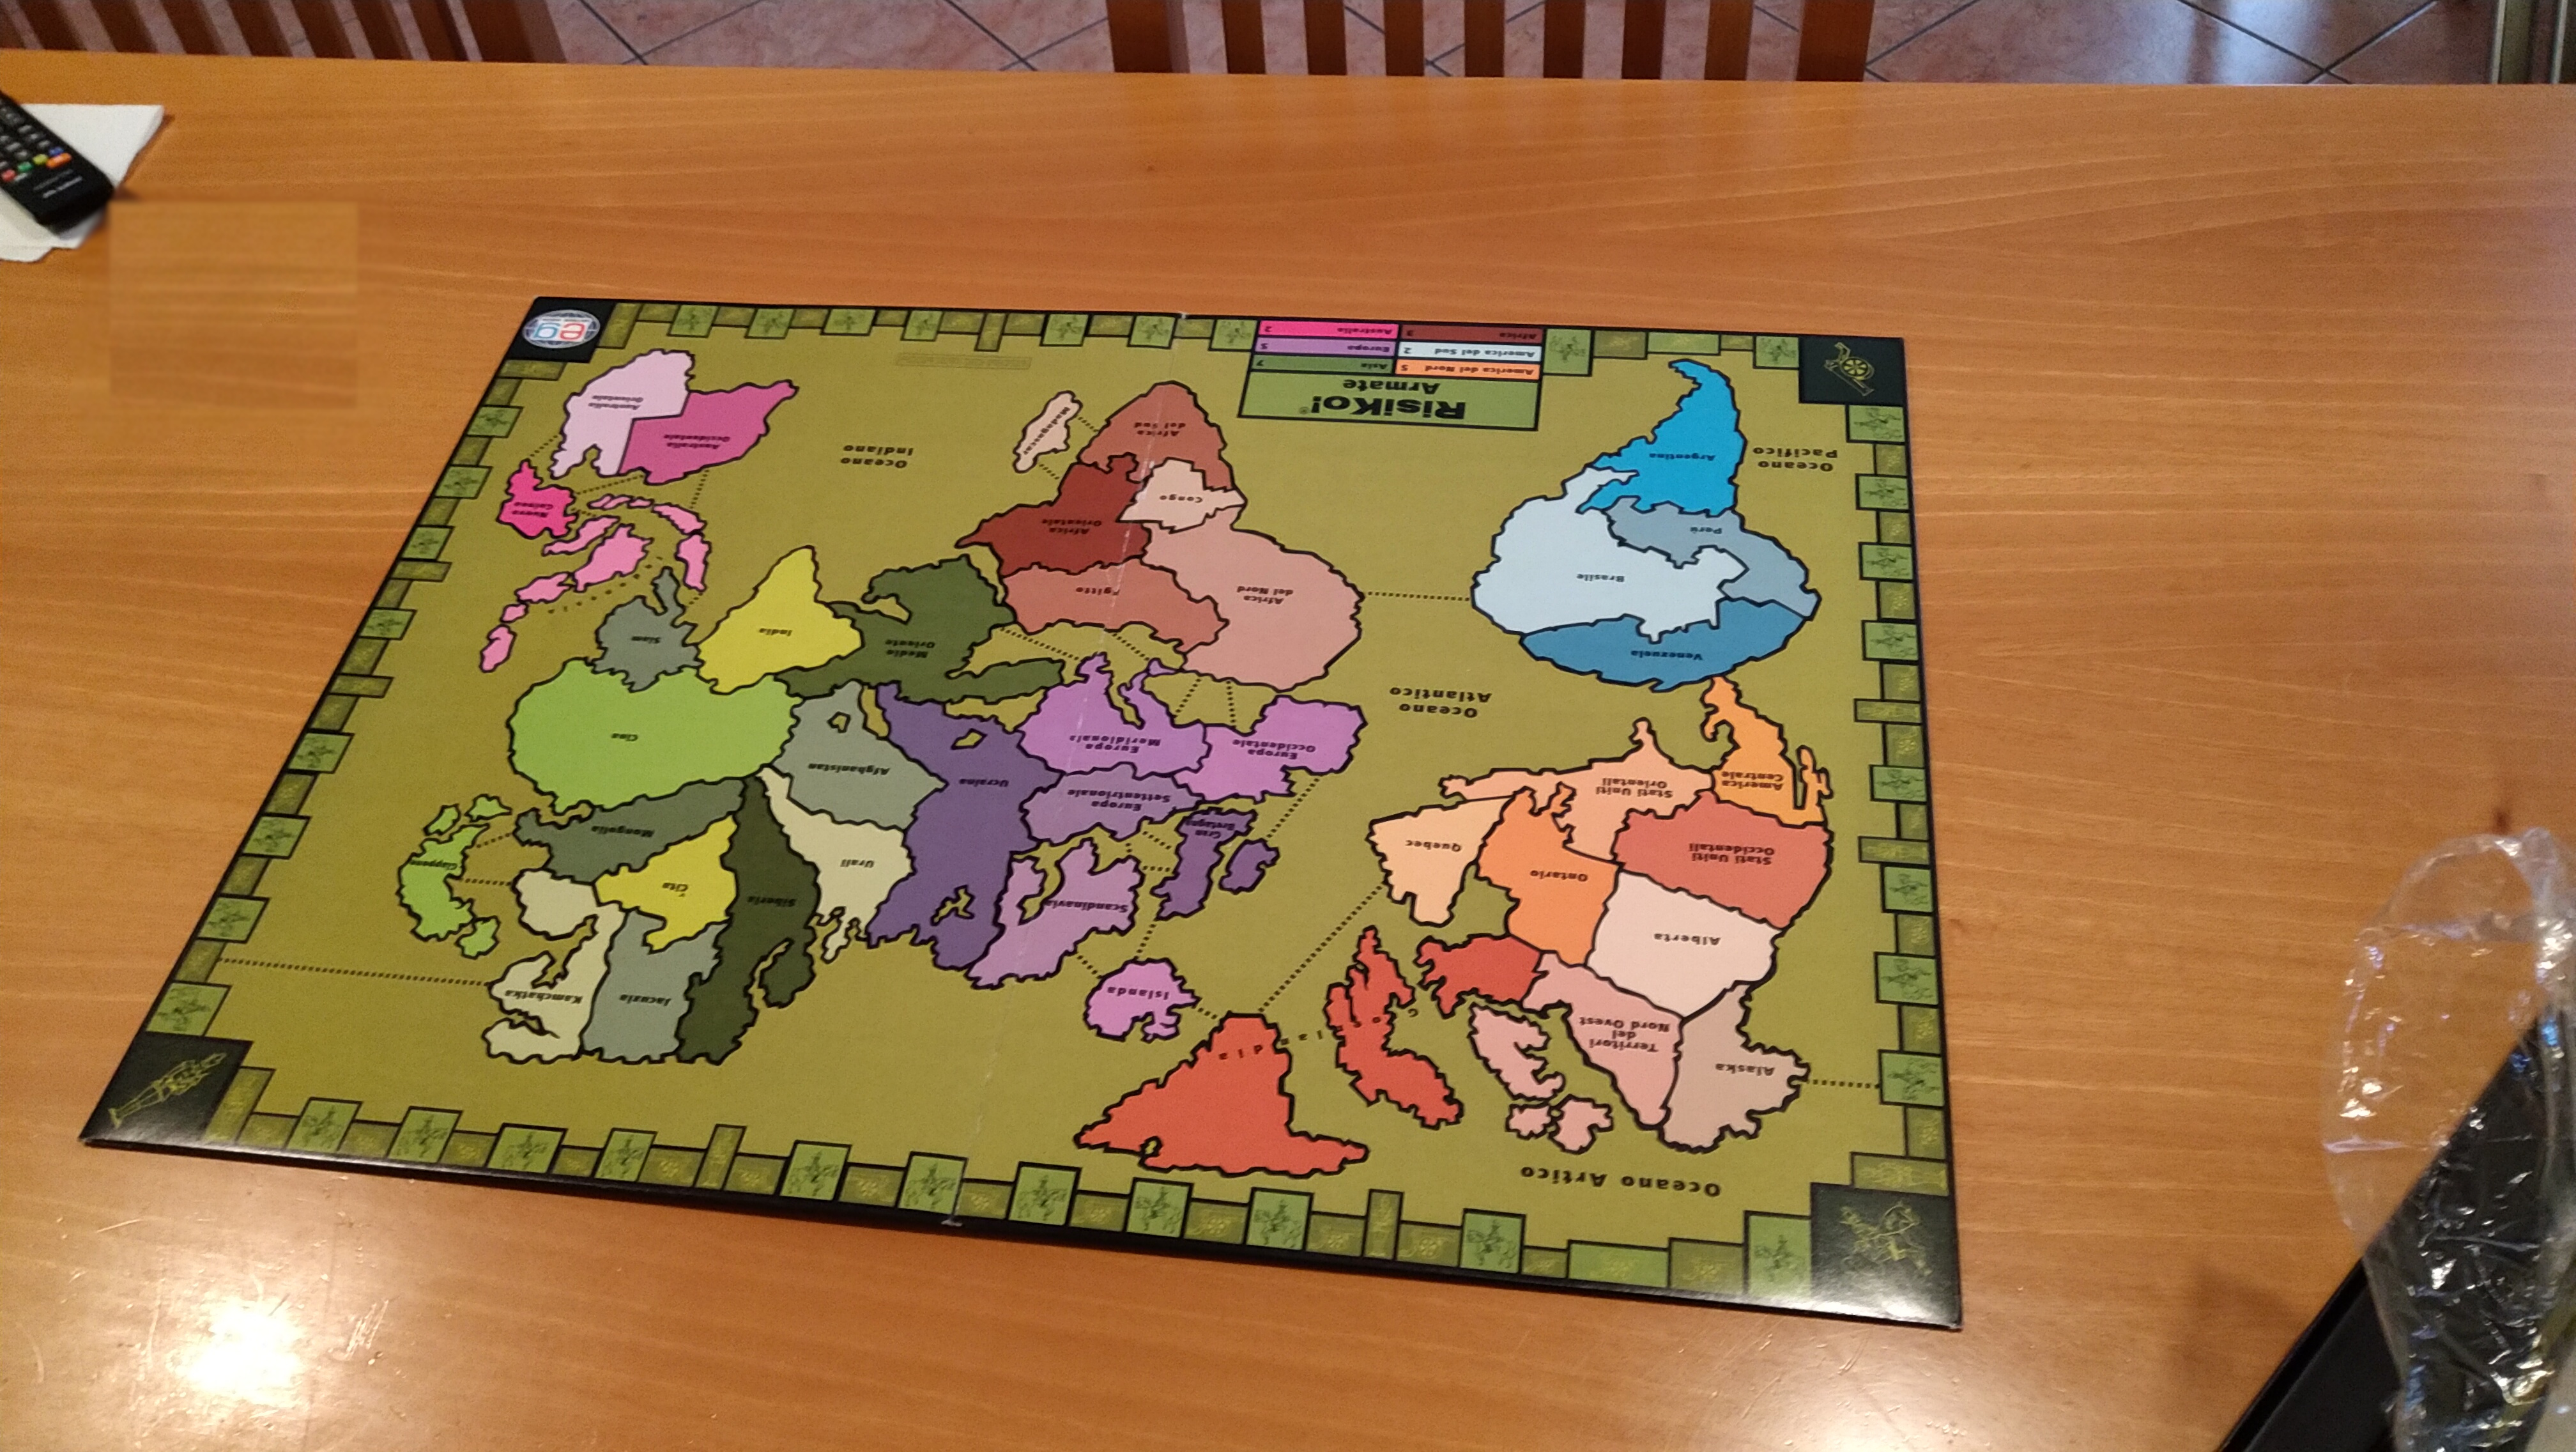 RisiKo!®
Armate
America del Nord 5
Asia 7
America del Sud 2
Europa 5
Africa 3
Australia 2
Oceano Artico
Alaska
Territori
del
Nord Ovest
Alberta
Ontario
Quebec
Stati Uniti
Occidentali
Stati Uniti
Orientali
America
Centrale
Groenlandia
Venezuela
Brasile
Perù
Argentina
Oceano
Pacifico
Oceano
Atlantico
Islanda
Scandinavia
Gran
Bretagna
Europa
Settentrionale
Europa
Occidentale
Europa
Meridionale
Ucraina
Africa
del Nord
Egitto
Congo
Africa
Orientale
Africa
del Sud
Madagascar
Oceano
Indiano
Urali
Siberia
Jacuzia
Kamchatka
Cita
Mongolia
Giappone
Afghanistan
Cina
Medio
Oriente
India
Siam
Nuova
Guinea
Australia
Occidentale
Australia
Orientale
eg